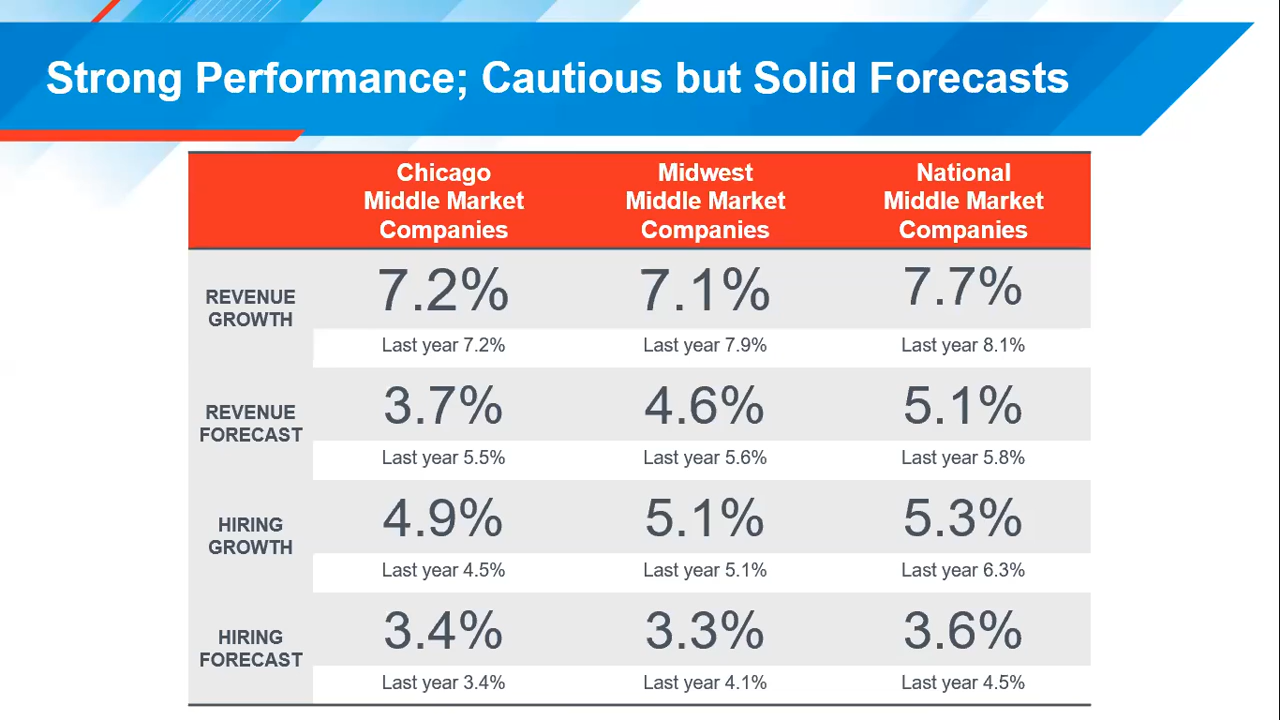 Strong Performance; Cautious but Solid Forecasts
Chicago
Middle Market
Companies
Midwest
Middle Market
Companies
National
Middle Market
Companies
REVENUE
GROWTH
7.2%
7.1%
7.7%
Last year 7.2%
Last year 7.9%
Last year 8.1%
REVENUE
FORECAST
3.7%
4.6%
5.1%
Last year 5.5%
Last year 5.6%
Last year 5.8%
HIRING
GROWTH
4.9%
5.1%
5.3%
Last year 4.5%
Last year 5.1%
Last year 6.3%
HIRING
FORECAST
3.4%
3.3%
3.6%
Last year 3.4%
Last year 4.1%
Last year 4.5%